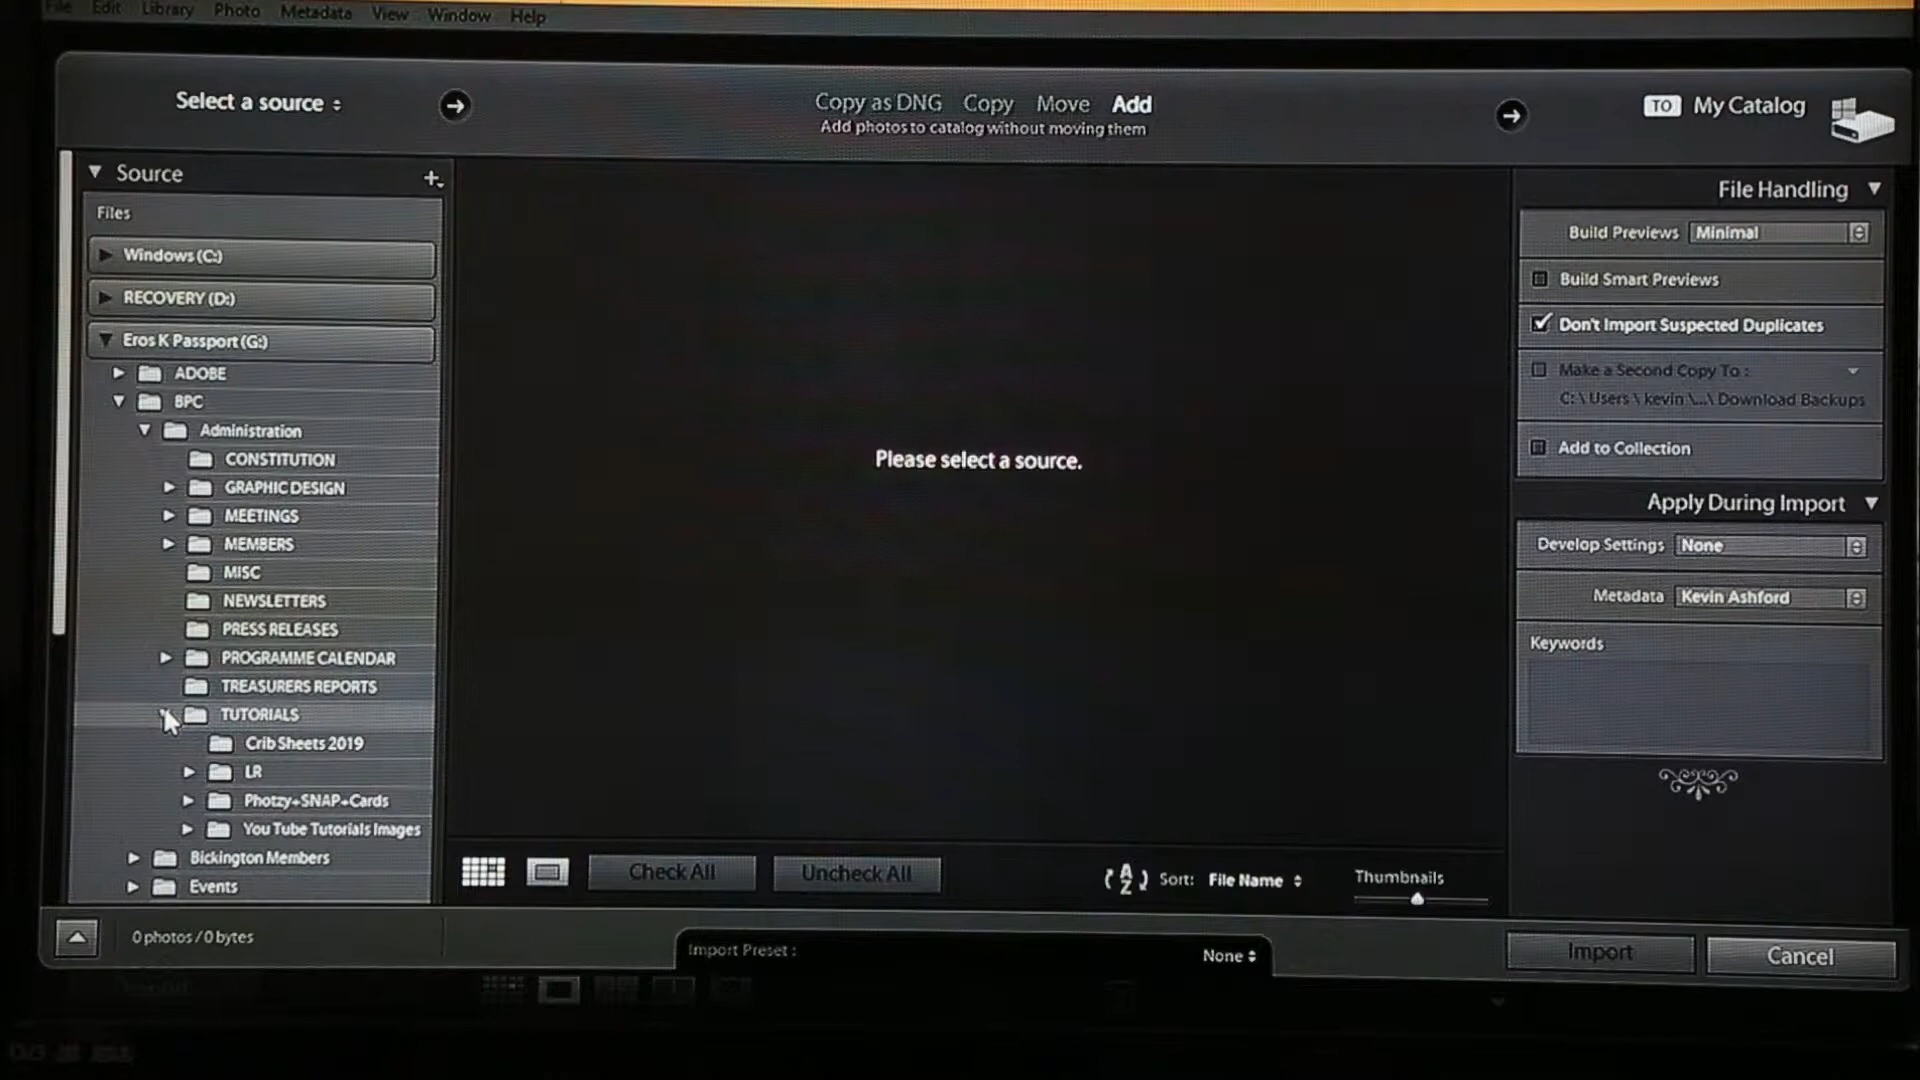 File Edit Library Photo Metadata View Window Help
Select a source
Copy as DNG Copy Move Add
Add photos to catalog without moving them
TO My Catalog
Source
Files
Windows (C:)
RECOVERY (D:)
Eros K Passport (G:)
ADOBE
BPC
Administration
CONSTITUTION
GRAPHIC DESIGN
MEETINGS
MEMBERS
MISC
NEWSLETTERS
PRESS RELEASES
PROGRAMME CALENDAR
TREASURERS REPORTS
TUTORIALS
Crib Sheets 2019
LR
Photzy+SNAP+Cards
You Tube Tutorials Images
Bickington Members
Events
0 photos / 0 bytes
Please select a source.
Check All Uncheck All
A Z Sort: File Name Thumbnails
Import Preset : None
File Handling
Build Previews Minimal
Build Smart Previews
Don't Import Suspected Duplicates
Make a Second Copy To :
C:\ Users \ kevin \...\ Download Backups
Add to Collection
Apply During Import
Develop Settings None
Metadata Kevin Ashford
Keywords
Import Cancel